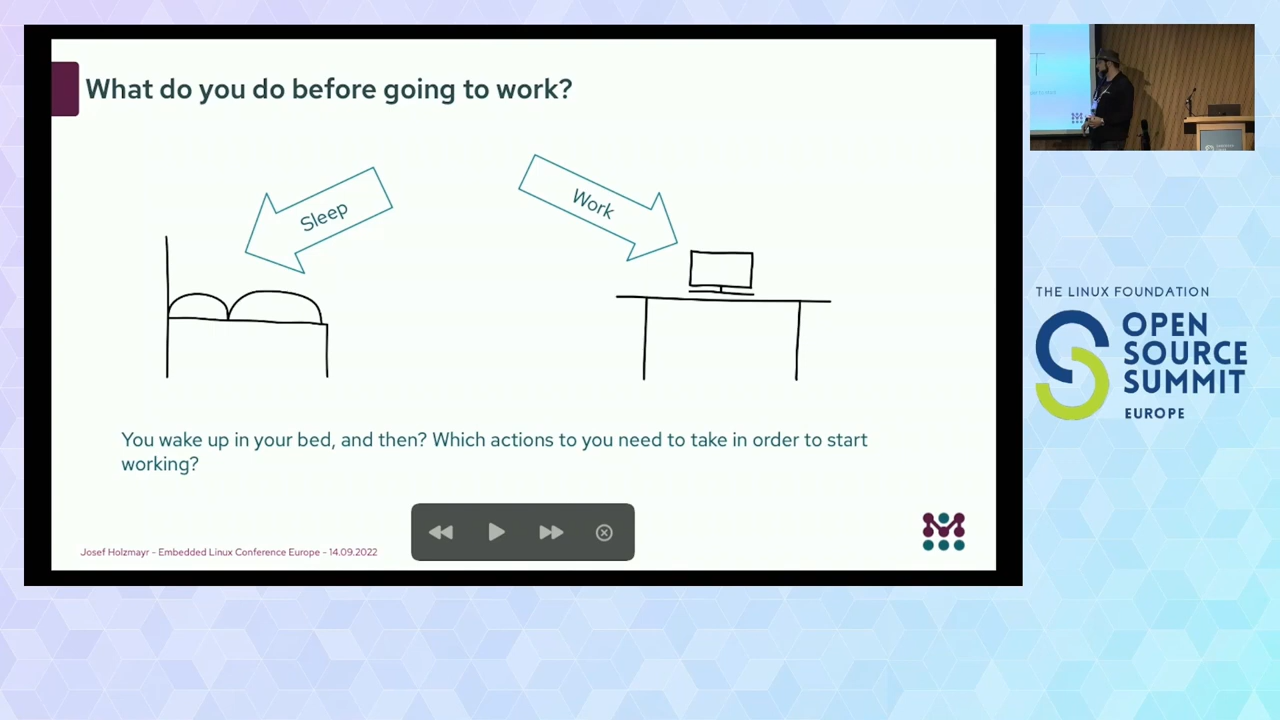 What do you do before going to work?
Sleep
Work
You wake up in your bed, and then? Which actions to you need to take in order to start
working?
Josef Holzmayr - Embedded Linux Conference Europe - 14.09.2022
THE LINUX FOUNDATION
OPEN
SOURCE
SUMMIT
EUROPE